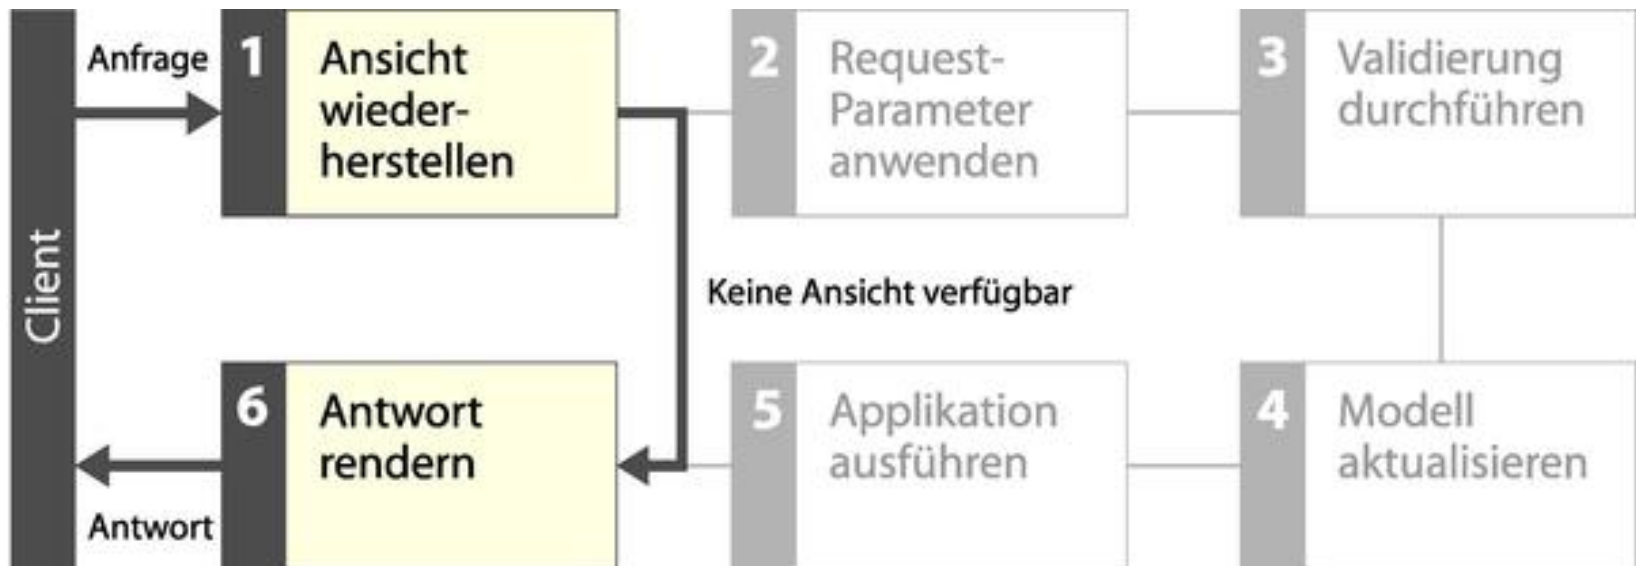 Client
Anfrage
1
Ansicht
wieder-
herstellen
2
Request-
Parameter
anwenden
3
Validierung
durchführen
Keine Ansicht verfügbar
6
Antwort
rendern
5
Applikation
ausführen
4
Modell
aktualisieren
Antwort